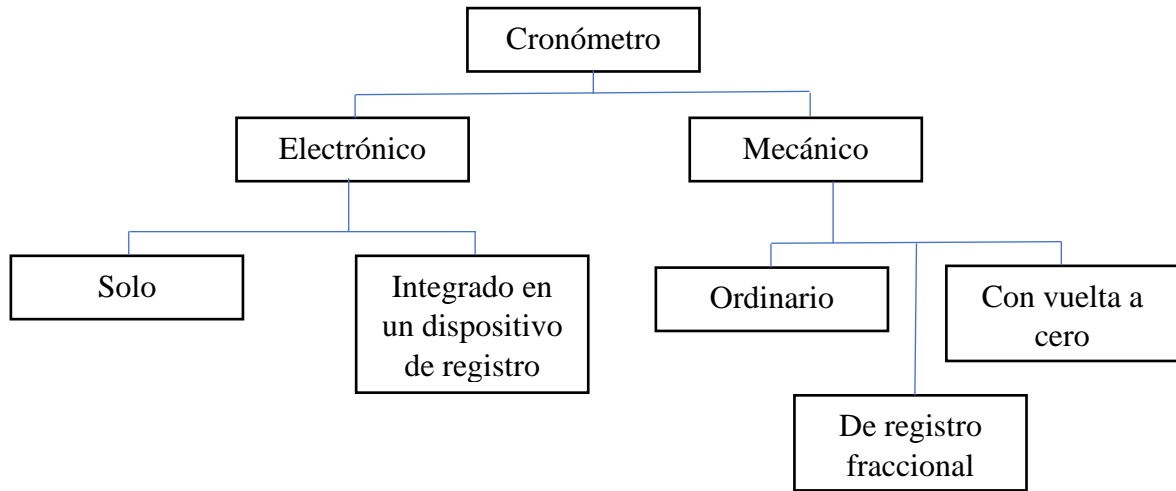 Cronómetro
Electrónico
Mecánico
Solo
Integrado en
un dispositivo
de registro
Ordinario
Con vuelta a
cero
De registro
fraccional